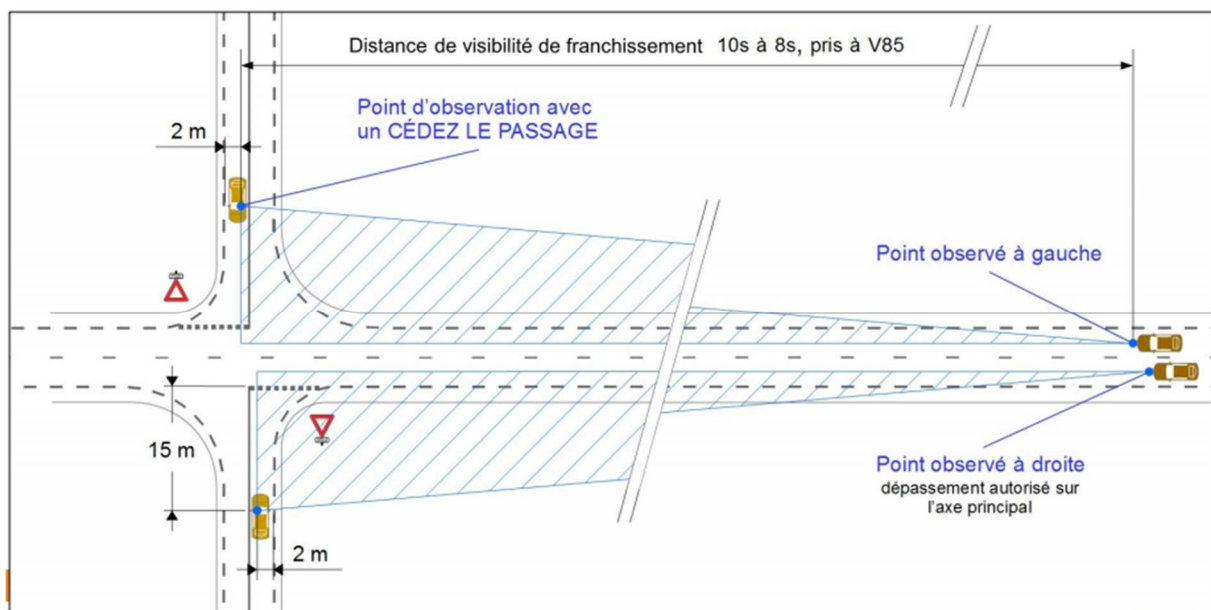 Distance de visibilité de franchissement 10s à 8s, pris à V85
Point d'observation avec
un CÉDEZ LE PASSAGE
2 m
Point observé à gauche
15 m
Point observé à droite
dépassement autorisé sur
l'axe principal
2 m